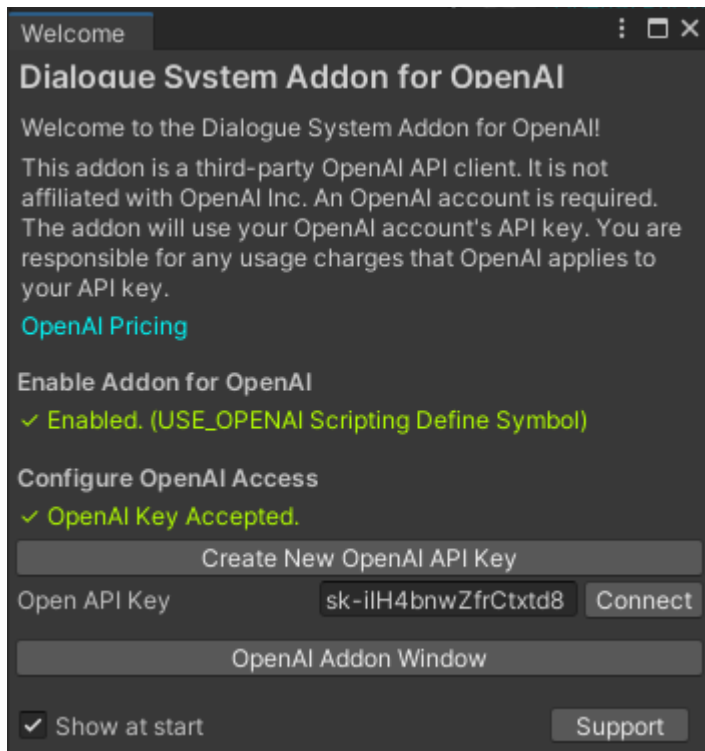 Welcome
Dialogue System Addon for OpenAI
Welcome to the Dialogue System Addon for OpenAI!
This addon is a third-party OpenAI API client. It is not
affiliated with OpenAI Inc. An OpenAI account is required.
The addon will use your OpenAI account's API key. You are
responsible for any usage charges that OpenAI applies to
your API key.
OpenAI Pricing
Enable Addon for OpenAI
✓ Enabled. (USE_OPENAI Scripting Define Symbol)
Configure OpenAI Access
✓ OpenAI Key Accepted.
Create New OpenAI API Key
Open API Key sk-ilH4bnwZfrCtxtd8 Connect
OpenAI Addon Window
Show at start Support